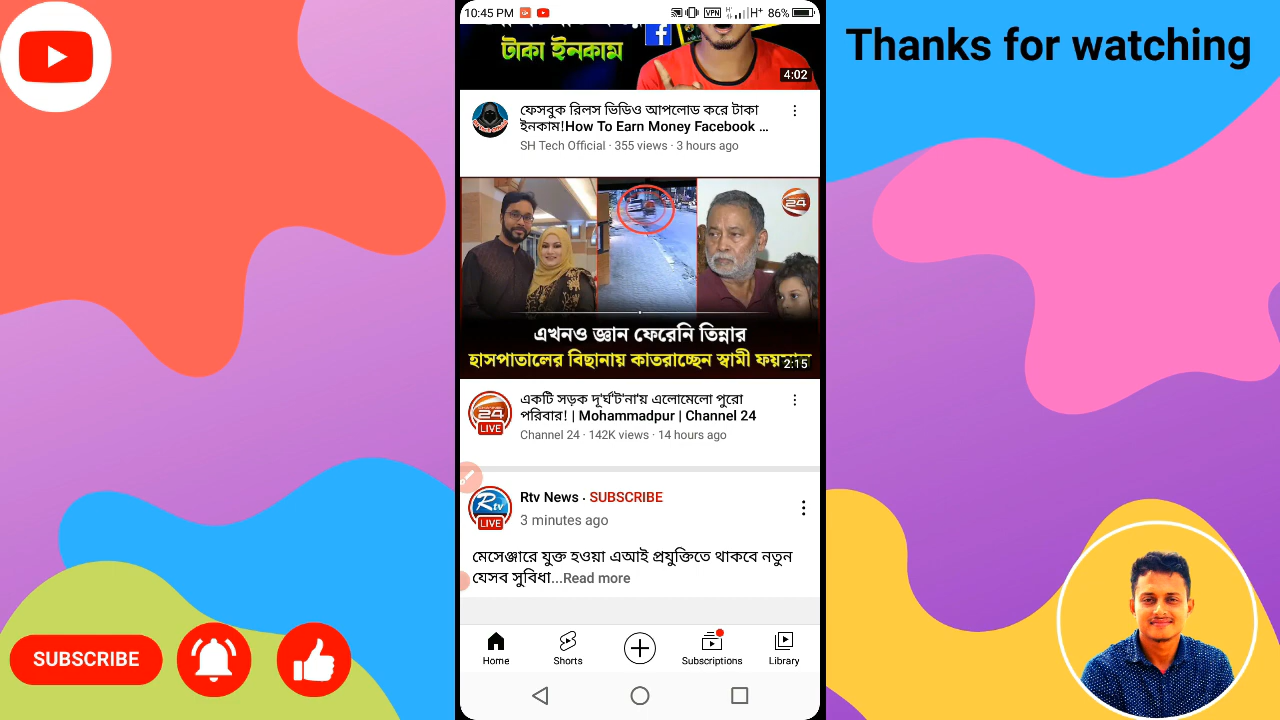 10:45 PM
VPN
H+
86%
Thanks for watching
টাকা ইনকাম
4:02
ফেসবুক রিলস ভিডিও আপলোড করে টাকা
ইনকাম!How To Earn Money Facebook ...
SH Tech Official · 355 views · 3 hours ago
24
এখনও জ্ঞান ফেরেনি তিন্নার
হাসপাতালের বিছানায় কাতরাচ্ছেন স্বামী
2:15
একটি সড়ক দূ'র্ঘ'ট'না'য় এলোমেলো পুরো
পরিবার! | Mohammadpur | Channel 24
Channel 24 · 142K views · 14 hours ago
24
LIVE
Rtv News · SUBSCRIBE
3 minutes ago
Rtv
LIVE
মেসেঞ্জারে যুক্ত হওয়া এআই প্রযুক্তিতে থাকবে নতুন
যেসব সুবিধা...Read more
Home
Shorts
Subscriptions
Library
SUBSCRIBE